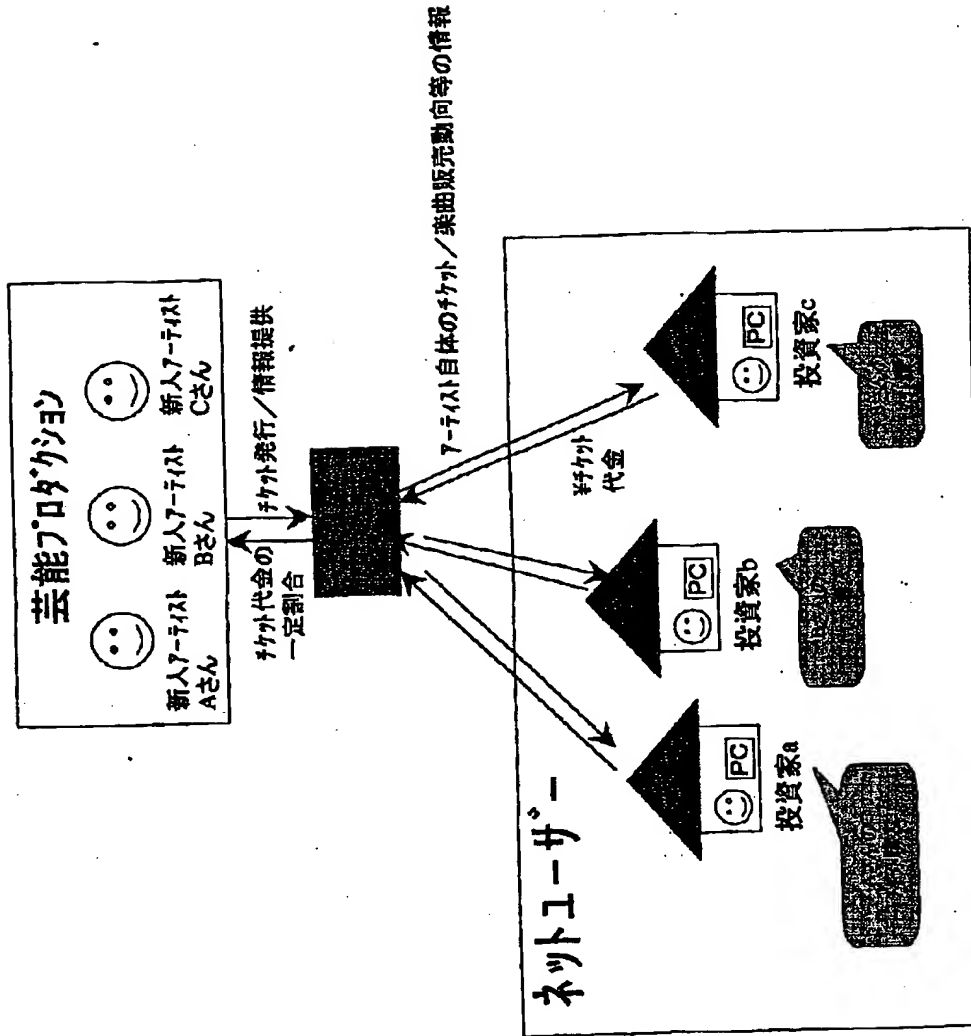 芸能プロダクション
新人アーティスト
Aさん
新人アーティスト
Bさん
新人アーティスト
Cさん
チケット代金の
一定割合
チケット発行/情報提供
アーティスト自体のチケット/楽曲販売動向等の情報
¥チケット
代金
ネットユーザー
PC
投資家a
PC
投資家b
PC
投資家c